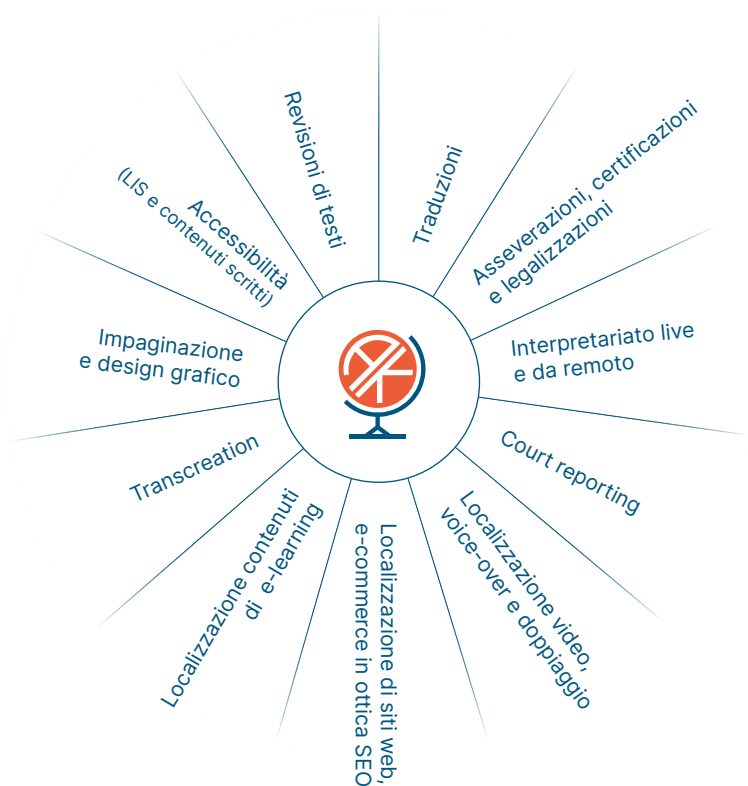 Traduzioni
Asseverazioni, certificazioni
e legalizzazioni
Interpretariato live
e da remoto
Court reporting
Localizzazione video,
voice-over e doppiaggio
Localizzazione di siti web,
e-commerce in ottica SEO
Localizzazione contenuti
di e-learning
Transcreation
Impaginazione
e design grafico
Accessibilità
(LIS e contenuti scritti)
Revisioni di testi